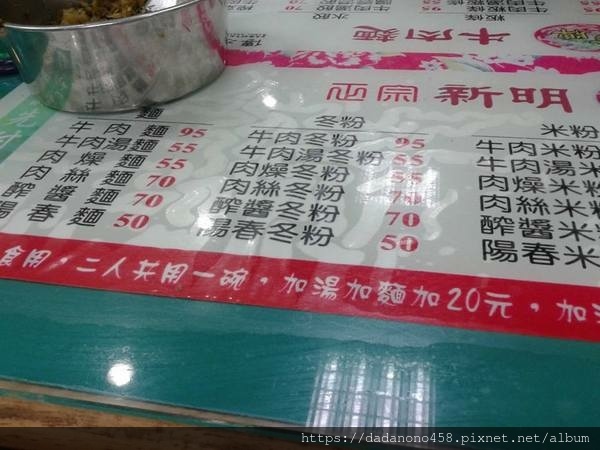 牛肉麵
正宗 新明
麵
牛肉麵 95
牛肉湯麵 55
肉燥麵 55
肉絲麵 70
醡醬麵 70
陽春麵 50
冬粉
牛肉冬粉 95
牛肉湯冬粉 55
肉燥冬粉 55
肉絲冬粉 70
醡醬冬粉 70
陽春冬粉 50
米粉
牛肉米粉
牛肉湯米
肉燥米粉
肉絲米粉
醡醬米粉
陽春米
食用,二人共用一碗,加湯加麵加20元,加
https://dadanono458.pixnet.net/album